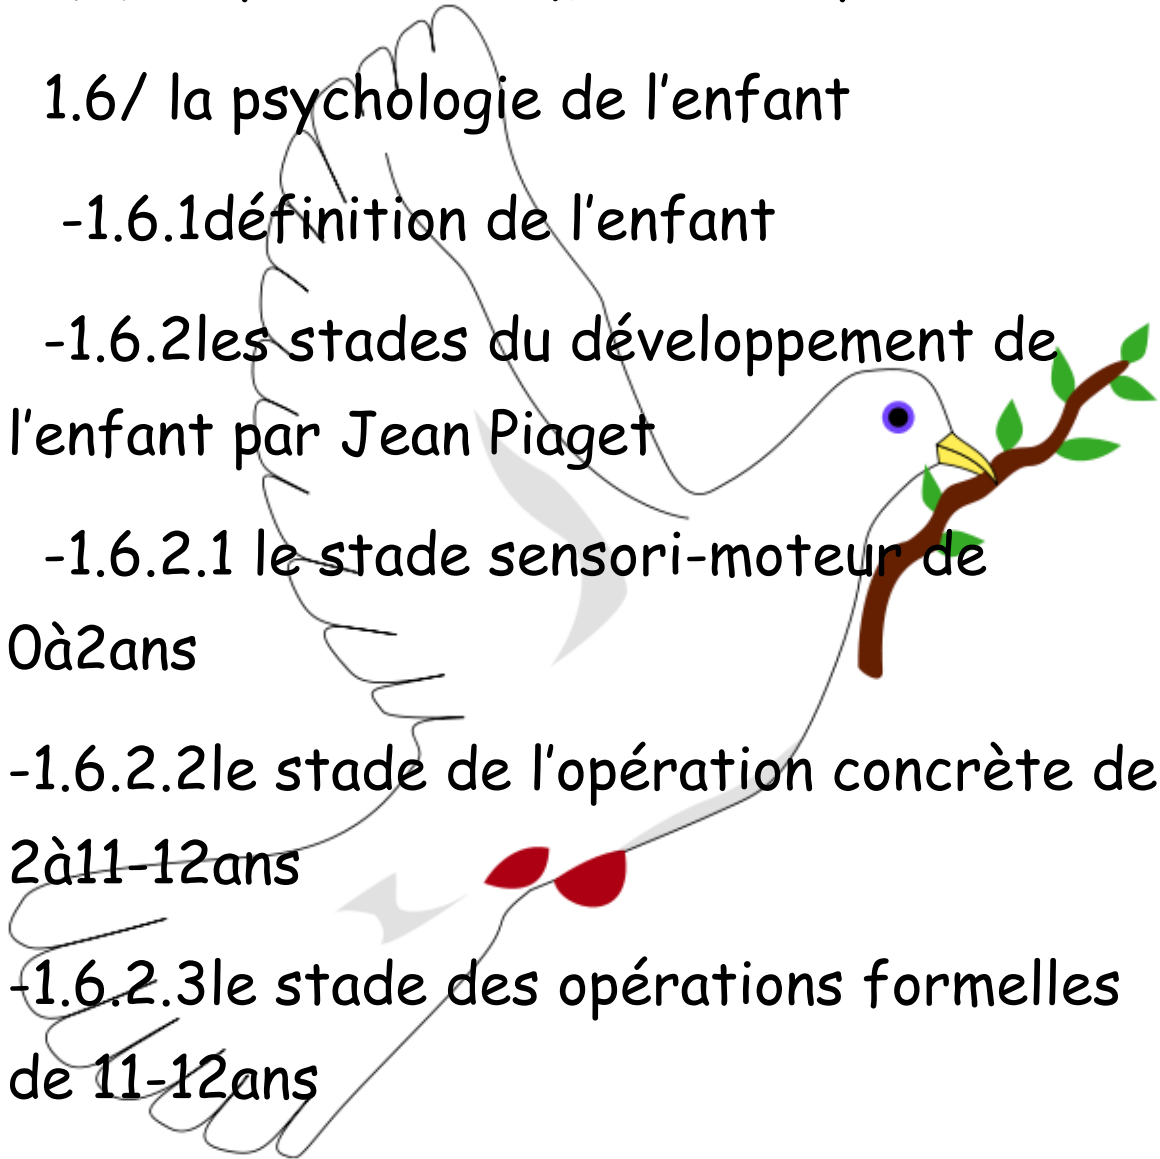 1.6/ la psychologie de l'enfant
-1.6.1définition de l'enfant
-1.6.2les stades du développement de
l'enfant par Jean Piaget
-1.6.2.1 le stade sensori-moteur de
0à2ans
-1.6.2.2le stade de l'opération concrète de
2à11-12ans
-1.6.2.3le stade des opérations formelles
de 11-12ans